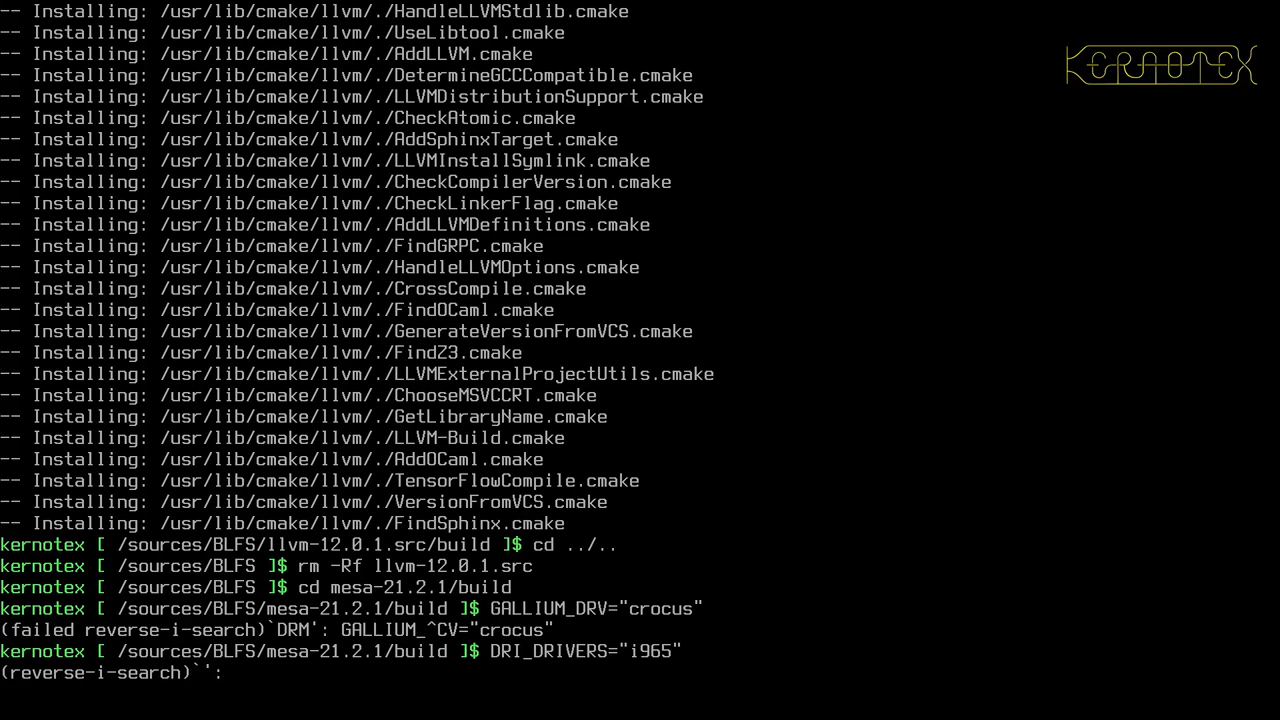 -- Installing: /usr/lib/cmake/llvm/./HandleLLVMStdlib.cmake
-- Installing: /usr/lib/cmake/llvm/./UseLibtool.cmake
-- Installing: /usr/lib/cmake/llvm/./AddLLVM.cmake
-- Installing: /usr/lib/cmake/llvm/./DetermineGCCCompatible.cmake
-- Installing: /usr/lib/cmake/llvm/./LLVMDistributionSupport.cmake
-- Installing: /usr/lib/cmake/llvm/./CheckAtomic.cmake
-- Installing: /usr/lib/cmake/llvm/./AddSphinxTarget.cmake
-- Installing: /usr/lib/cmake/llvm/./LLVMInstallSymlink.cmake
-- Installing: /usr/lib/cmake/llvm/./CheckCompilerVersion.cmake
-- Installing: /usr/lib/cmake/llvm/./CheckLinkerFlag.cmake
-- Installing: /usr/lib/cmake/llvm/./AddLLVMDefinitions.cmake
-- Installing: /usr/lib/cmake/llvm/./FindGRPC.cmake
-- Installing: /usr/lib/cmake/llvm/./HandleLLVMOptions.cmake
-- Installing: /usr/lib/cmake/llvm/./CrossCompile.cmake
-- Installing: /usr/lib/cmake/llvm/./FindOCaml.cmake
-- Installing: /usr/lib/cmake/llvm/./GenerateVersionFromVCS.cmake
-- Installing: /usr/lib/cmake/llvm/./FindZ3.cmake
-- Installing: /usr/lib/cmake/llvm/./LLVMExternalProjectUtils.cmake
-- Installing: /usr/lib/cmake/llvm/./ChooseMSVCCRT.cmake
-- Installing: /usr/lib/cmake/llvm/./GetLibraryName.cmake
-- Installing: /usr/lib/cmake/llvm/./LLVM-Build.cmake
-- Installing: /usr/lib/cmake/llvm/./AddOCaml.cmake
-- Installing: /usr/lib/cmake/llvm/./TensorFlowCompile.cmake
-- Installing: /usr/lib/cmake/llvm/./VersionFromVCS.cmake
-- Installing: /usr/lib/cmake/llvm/./FindSphinx.cmake
kernotex [ /sources/BLFS/llvm-12.0.1.src/build ]$ cd ../..
kernotex [ /sources/BLFS ]$ rm -Rf llvm-12.0.1.src
kernotex [ /sources/BLFS ]$ cd mesa-21.2.1/build
kernotex [ /sources/BLFS/mesa-21.2.1/build ]$ GALLIUM_DRV="crocus"
(failed reverse-i-search)`DRM': GALLIUM_^CV="crocus"
kernotex [ /sources/BLFS/mesa-21.2.1/build ]$ DRI_DRIVERS="i965"
(reverse-i-search)`':
KERNOTEX